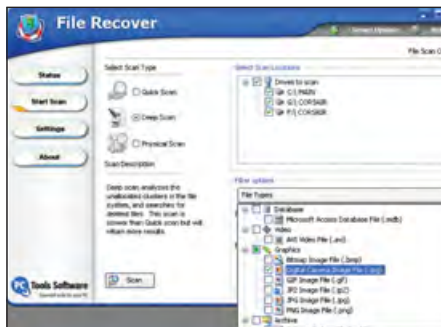 File Recover
File Scan O
Status
Start Scan
Settings
About
Select Scan Type
Quick Scan
Deep Scan
Physical Scan
Scan Description
Deep scan analyzes the
unallocated clusters in the file
system, and searches for
deleted files. This scan is
slower than Quick scan but will
return more results.
Scan
PC Tools Software
Select Scan Locations
Drives to scan
C:\ MAIN
G:\ CORSAIR
F:\ CORSAIR
Filter options
File Types
Database
Microsoft Access Database File (.mdb)
Video
AVI Video File (.avi)
Graphics
Bitmap Image File (.bmp)
Digital Camera Image File
GIF Image File (.gif)
JP2 Image File (.jp2)
JPG Image File (.jpg)
PNG Image File (.png)
Archive